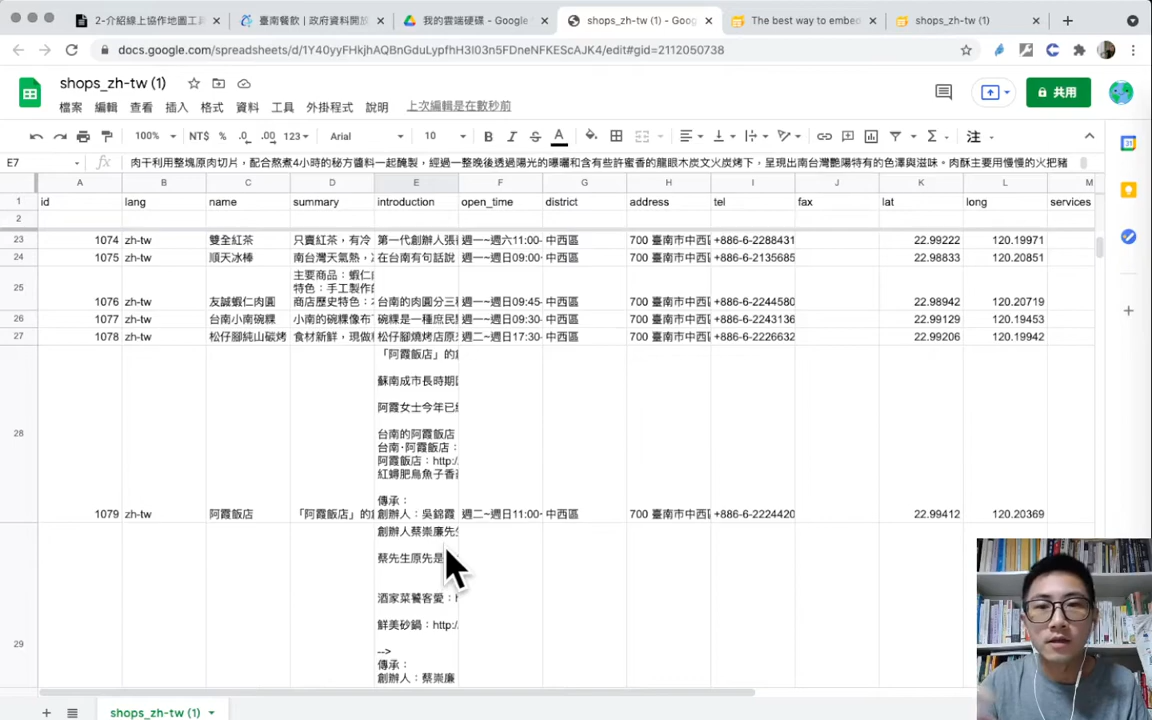 2-介紹線上協作地圖工具
臺南餐飲 | 政府資料開放
我的雲端硬碟 - Google
shops_zh-tw (1) - Goog
The best way to embed
shops_zh-tw (1)
docs.google.com/spreadsheets/d/1Y40yyFHkjhAQBnGduLypfhH3I03n5FDneNFKEScAJK4/edit#gid=2112050738
shops_zh-tw (1)
檔案 編輯 查看 插入 格式 資料 工具 外掛程式 說明 上次編輯是在數秒前
共用
100% NT$ % .0 .00 123 Arial 10 B I S A 注
E7 fx 肉干利用整塊原肉切片，配合熬煮4小時的秘方醬料一起醃製，經過一整晚後透過陽光的曝曬和含有些許蜜香的龍眼木炭文火炭烤下，呈現出南台灣艷陽特有的色澤與滋味。肉酥主要用慢慢的火把豬
A B C D E F G H I J K L M
1 id lang name summary introduction open_time district address tel fax lat long services
2
23 1074 zh-tw 雙全紅茶 只賣紅茶，有冷 第一代創辦人張 週一~週六11:00- 中西區 700 臺南市中西區 +886-6-2288431 22.99222 120.19971
24 1075 zh-tw 順天冰棒 南台灣天氣熱， 在台南有句話說 週一~週日09:00- 中西區 700 臺南市中西區 +886-6-2135685 22.98833 120.20851
主要商品：蝦仁
特色：手工製作的
25 1076 zh-tw 友誠蝦仁肉圓 商店歷史特色： 台南的肉圓分三 週一~週日09:45- 中西區 700 臺南市中西區 +886-6-2244580 22.98942 120.20719
26 1077 zh-tw 台南小南碗粿 小南的碗粿像布 碗粿是一種庶民 週一~週日09:30- 中西區 700 臺南市中西區 +886-6-2243136 22.99129 120.19453
27 1078 zh-tw 松仔腳純山碳烤 食材新鮮，現做 松仔腳燒烤店原 週二~週日17:30- 中西區 700 臺南市中西區 +886-6-2226632 22.99206 120.19942
「阿霞飯店」的
蘇南成市長時期
阿霞女士今年已
台南的阿霞飯店
台南·阿霞飯店：
阿霞飯店：http:/
紅蟳肥烏魚子香
傳承：
28 1079 zh-tw 阿霞飯店 「阿霞飯店」的 創辦人：吳錦霞 週二~週日11:00- 中西區 700 臺南市中西區 +886-6-2224420 22.99412 120.20369
創辦人蔡崇廉先生
蔡先生原先是
酒家菜饕客愛：
鮮美砂鍋：http:/
-->
傳承：
29 創辦人：蔡崇廉
shops_zh-tw (1)